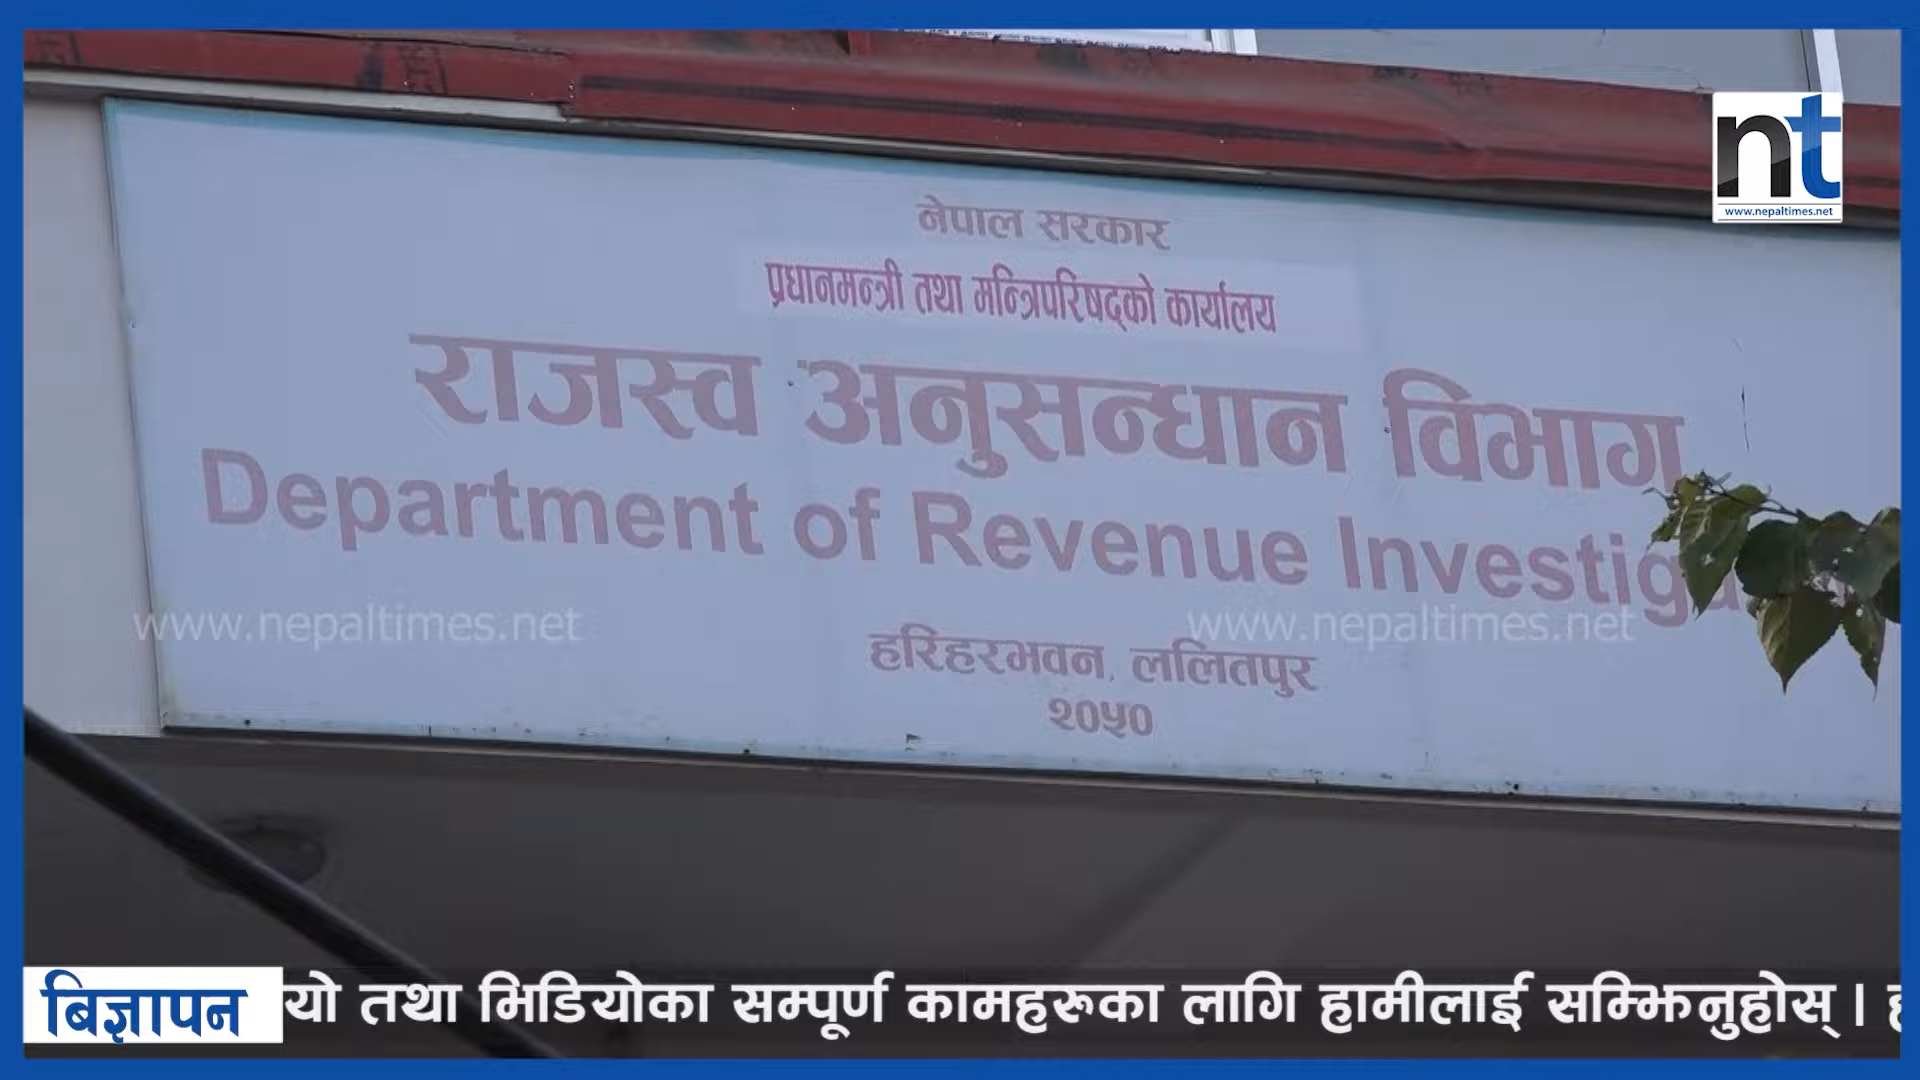 nt
www.nepaltimes.net
नेपाल सरकार
प्रधानमन्त्री तथा मन्त्रिपरिषद्को कार्यालय
राजस्व अनुसन्धान विभाग
Department of Revenue
www.nepaltimes.net
www.nepaltimes.net
हरिहरभवन, ललितपुर
२०५०
बिज्ञापन
यो तथा भिडियोका सम्पूर्ण कामहरूका लागि हामीलाई सम्झिनुहोस् ।